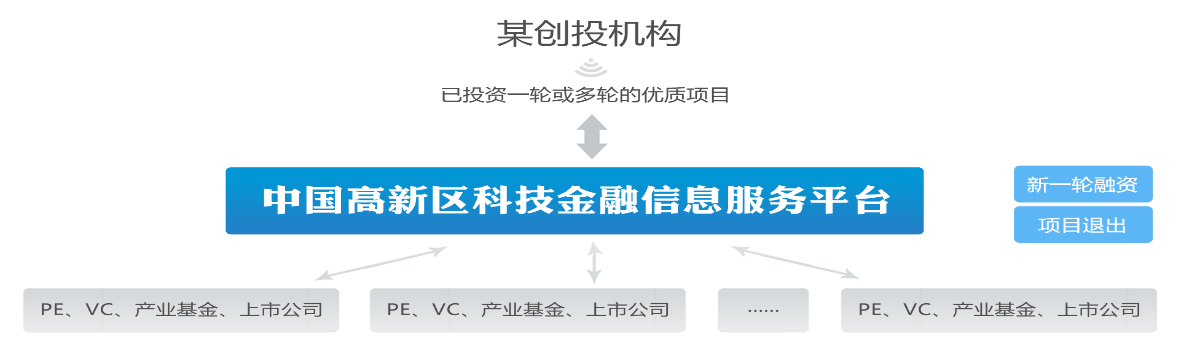 某创投机构
已投资一轮或多轮的优质项目
中国高新区科技金融信息服务平台
新一轮融资
项目退出
PE、VC、产业基金、上市公司
PE、VC、产业基金、上市公司
······
PE、VC、产业基金、上市公司